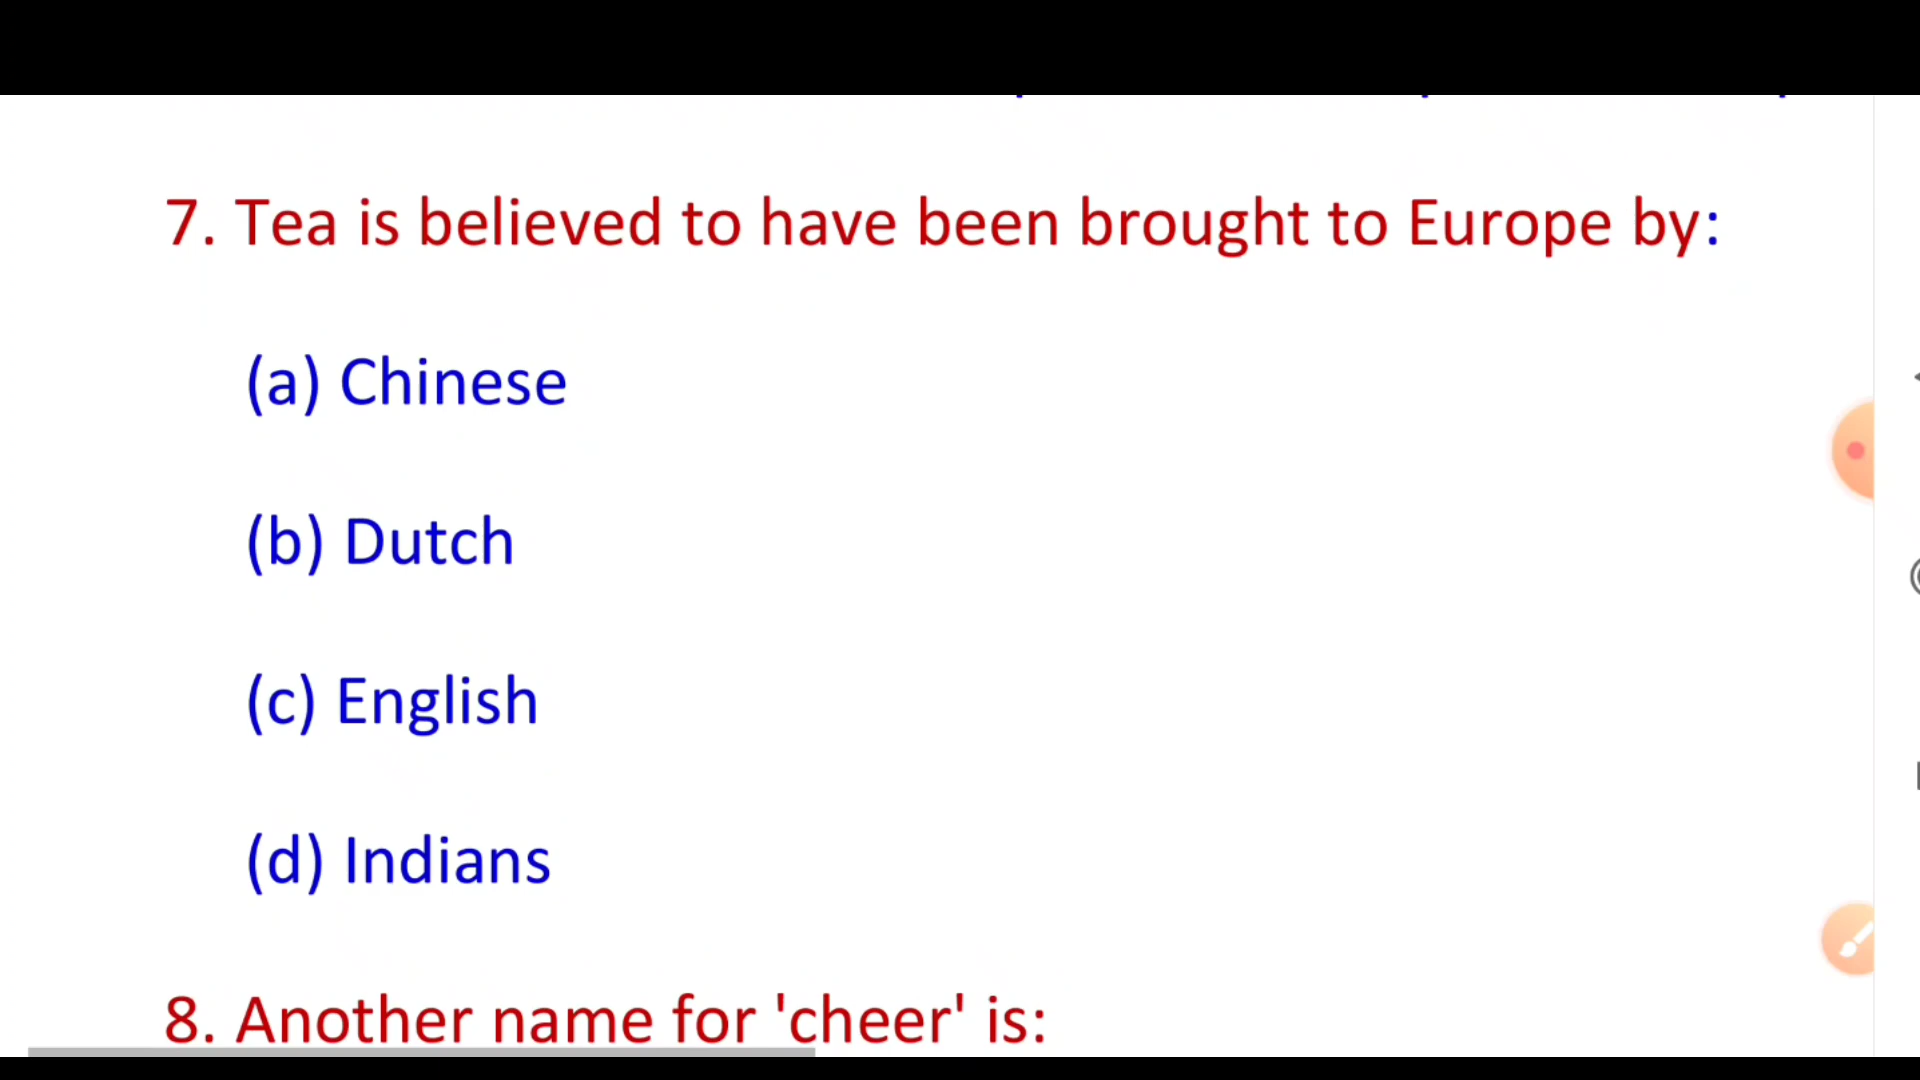 7. Tea is believed to have been brought to Europe by:
(a) Chinese
(b) Dutch
(c) English
(d) Indians
8. Another name for 'cheer' is: